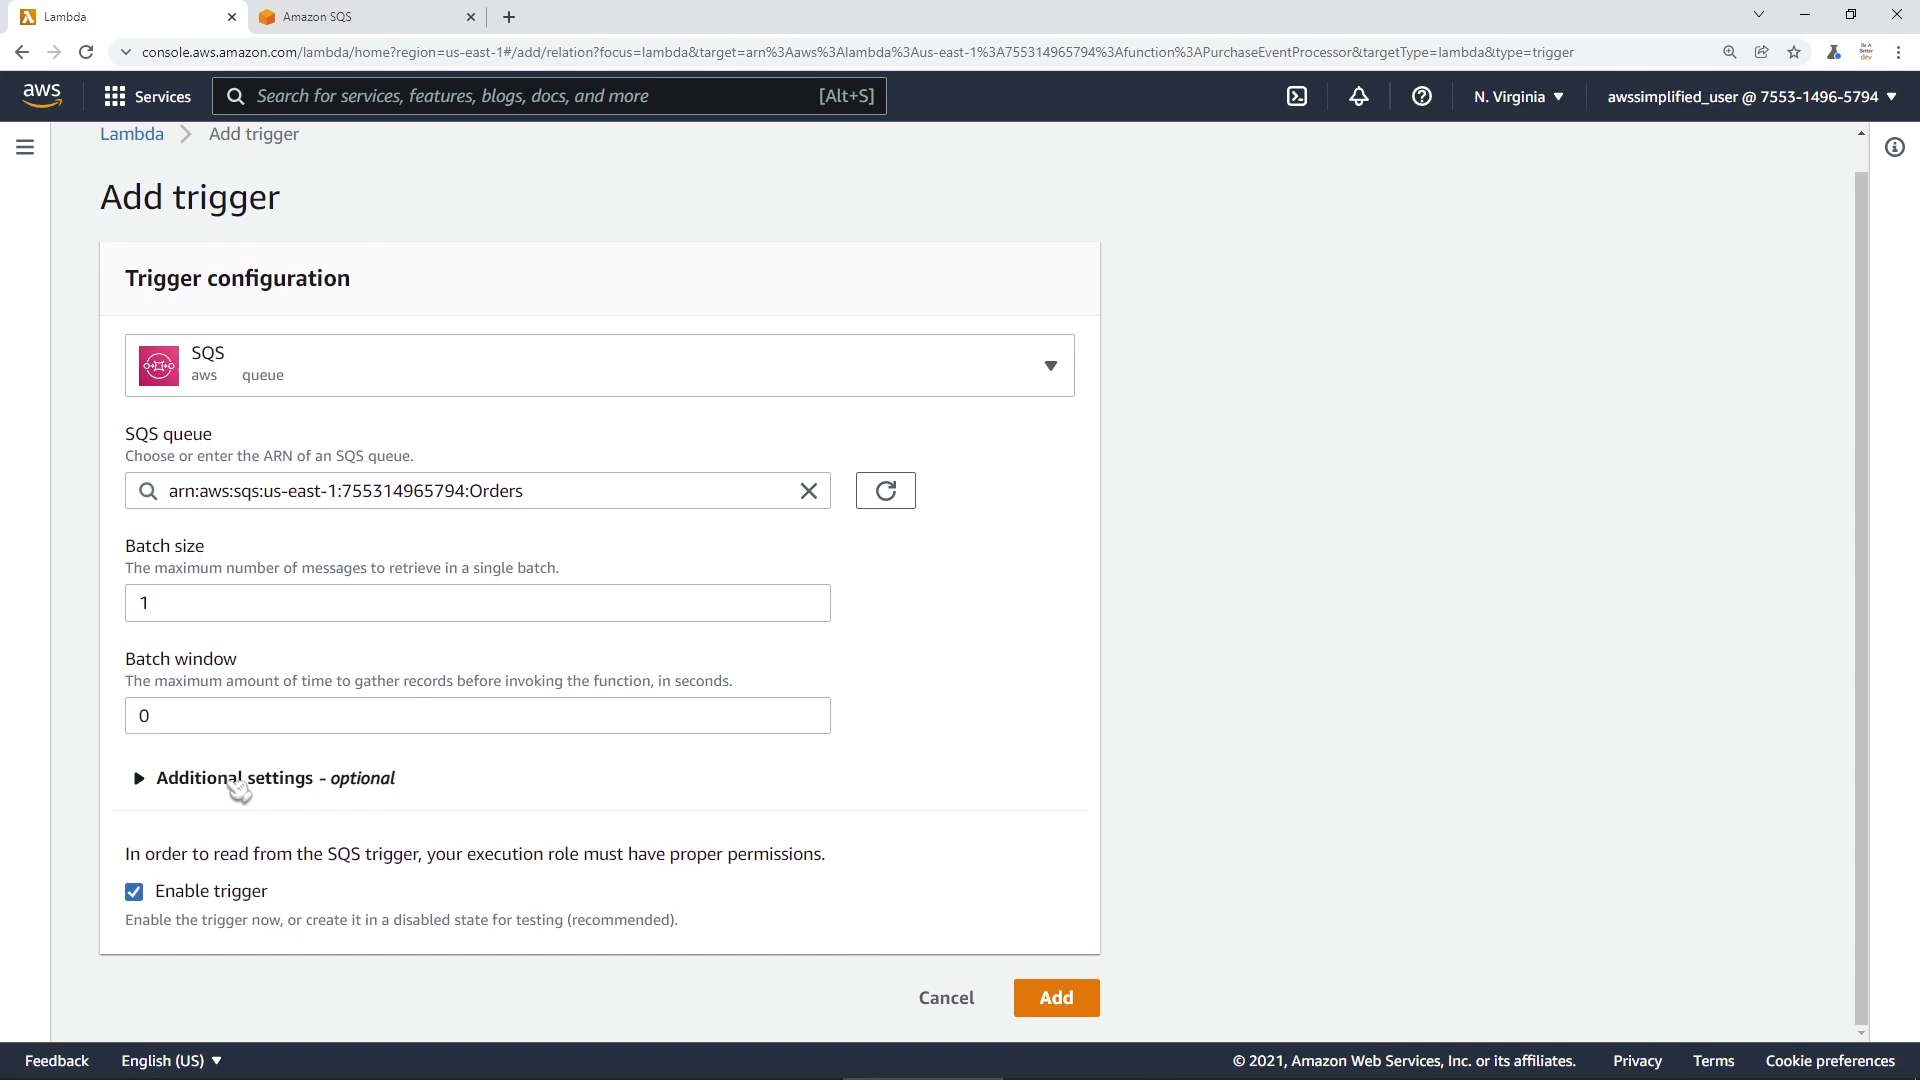 Lambda
Amazon SQS
console.aws.amazon.com/lambda/home?region=us-east-1#/add/relation?focus=lambda&target=arn%3Aaws%3Alambda%3Aus-east-1%3A755314965794%3Afunction%3APurchaseEventProcessor&targetType=lambda&type=trigger
aws
Services
Search for services, features, blogs, docs, and more
[Alt+S]
N. Virginia
awssimplified_user @ 7553-1496-5794
Lambda
Add trigger
Add trigger
Trigger configuration
SQS
aws queue
SQS queue
Choose or enter the ARN of an SQS queue.
arn:aws:sqs:us-east-1:755314965794:Orders
Batch size
The maximum number of messages to retrieve in a single batch.
1
Batch window
The maximum amount of time to gather records before invoking the function, in seconds.
0
Additional settings - optional
In order to read from the SQS trigger, your execution role must have proper permissions.
Enable trigger
Enable the trigger now, or create it in a disabled state for testing (recommended).
Cancel
Add
Feedback
English (US)
© 2021, Amazon Web Services, Inc. or its affiliates.
Privacy
Terms
Cookie preferences